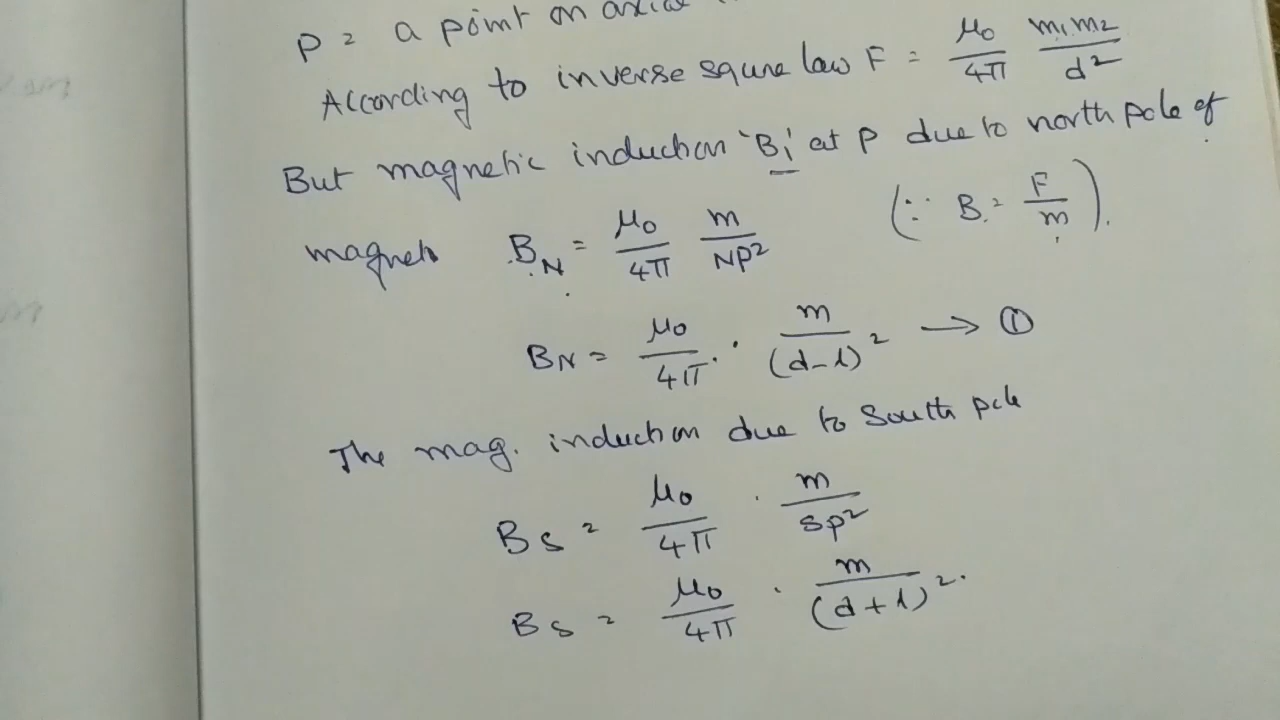 P = a point on axial
According to inverse squre law F = μ₀/4π m₁m₂/d²
But magnetic induction 'B₁' at P due to north pole of
magnet B_N = μ₀/4π m/NP² (∵ B = F/m).
B_N = μ₀/4π · m/(d-l)² → ①
The mag. induction due to South pole
B_S = μ₀/4π · m/SP²
B_S = μ₀/4π · m/(d+l)².